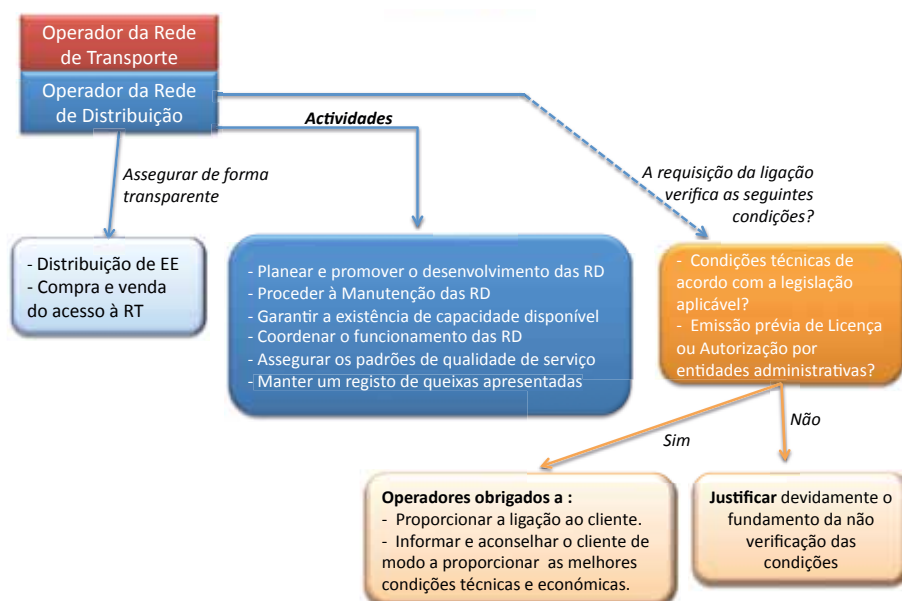 Operador da Rede
de Transporte
Operador da Rede
de Distribuição
Actividades
Assegurar de forma
transparente
A requisição da ligação
verifica as seguintes
condições?
- Distribuição de EE
- Compra e venda
do acesso à RT
- Planear e promover o desenvolvimento das RD
- Proceder à Manutenção das RD
- Garantir a existência de capacidade disponível
- Coordenar o funcionamento das RD
- Assegurar os padrões de qualidade de serviço
- Manter um registo de queixas apresentadas
- Condições técnicas de
acordo com a legislação
aplicável?
- Emissão prévia de Licença
ou Autorização por
entidades administrativas?
Sim
Não
Operadores obrigados a :
- Proporcionar a ligação ao cliente.
- Informar e aconselhar o cliente de
modo a proporcionar as melhores
condições técnicas e económicas.
Justificar devidamente o
fundamento da não
verificação das
condições